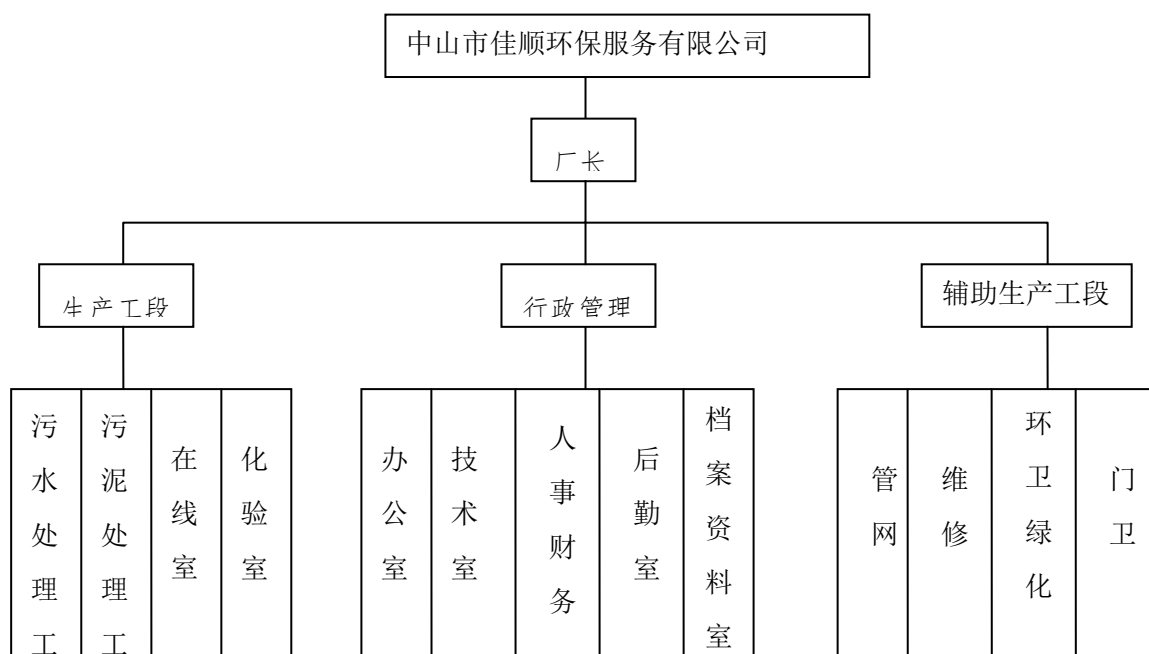 中山市佳顺环保服务有限公司
厂长
生产工段
行政管理
辅助生产工段
污水处理工
污泥处理工
在线室
化验室
办公室
技术室
人事财务
后勤室
档案资料室
管网
维修
环卫绿化
门卫